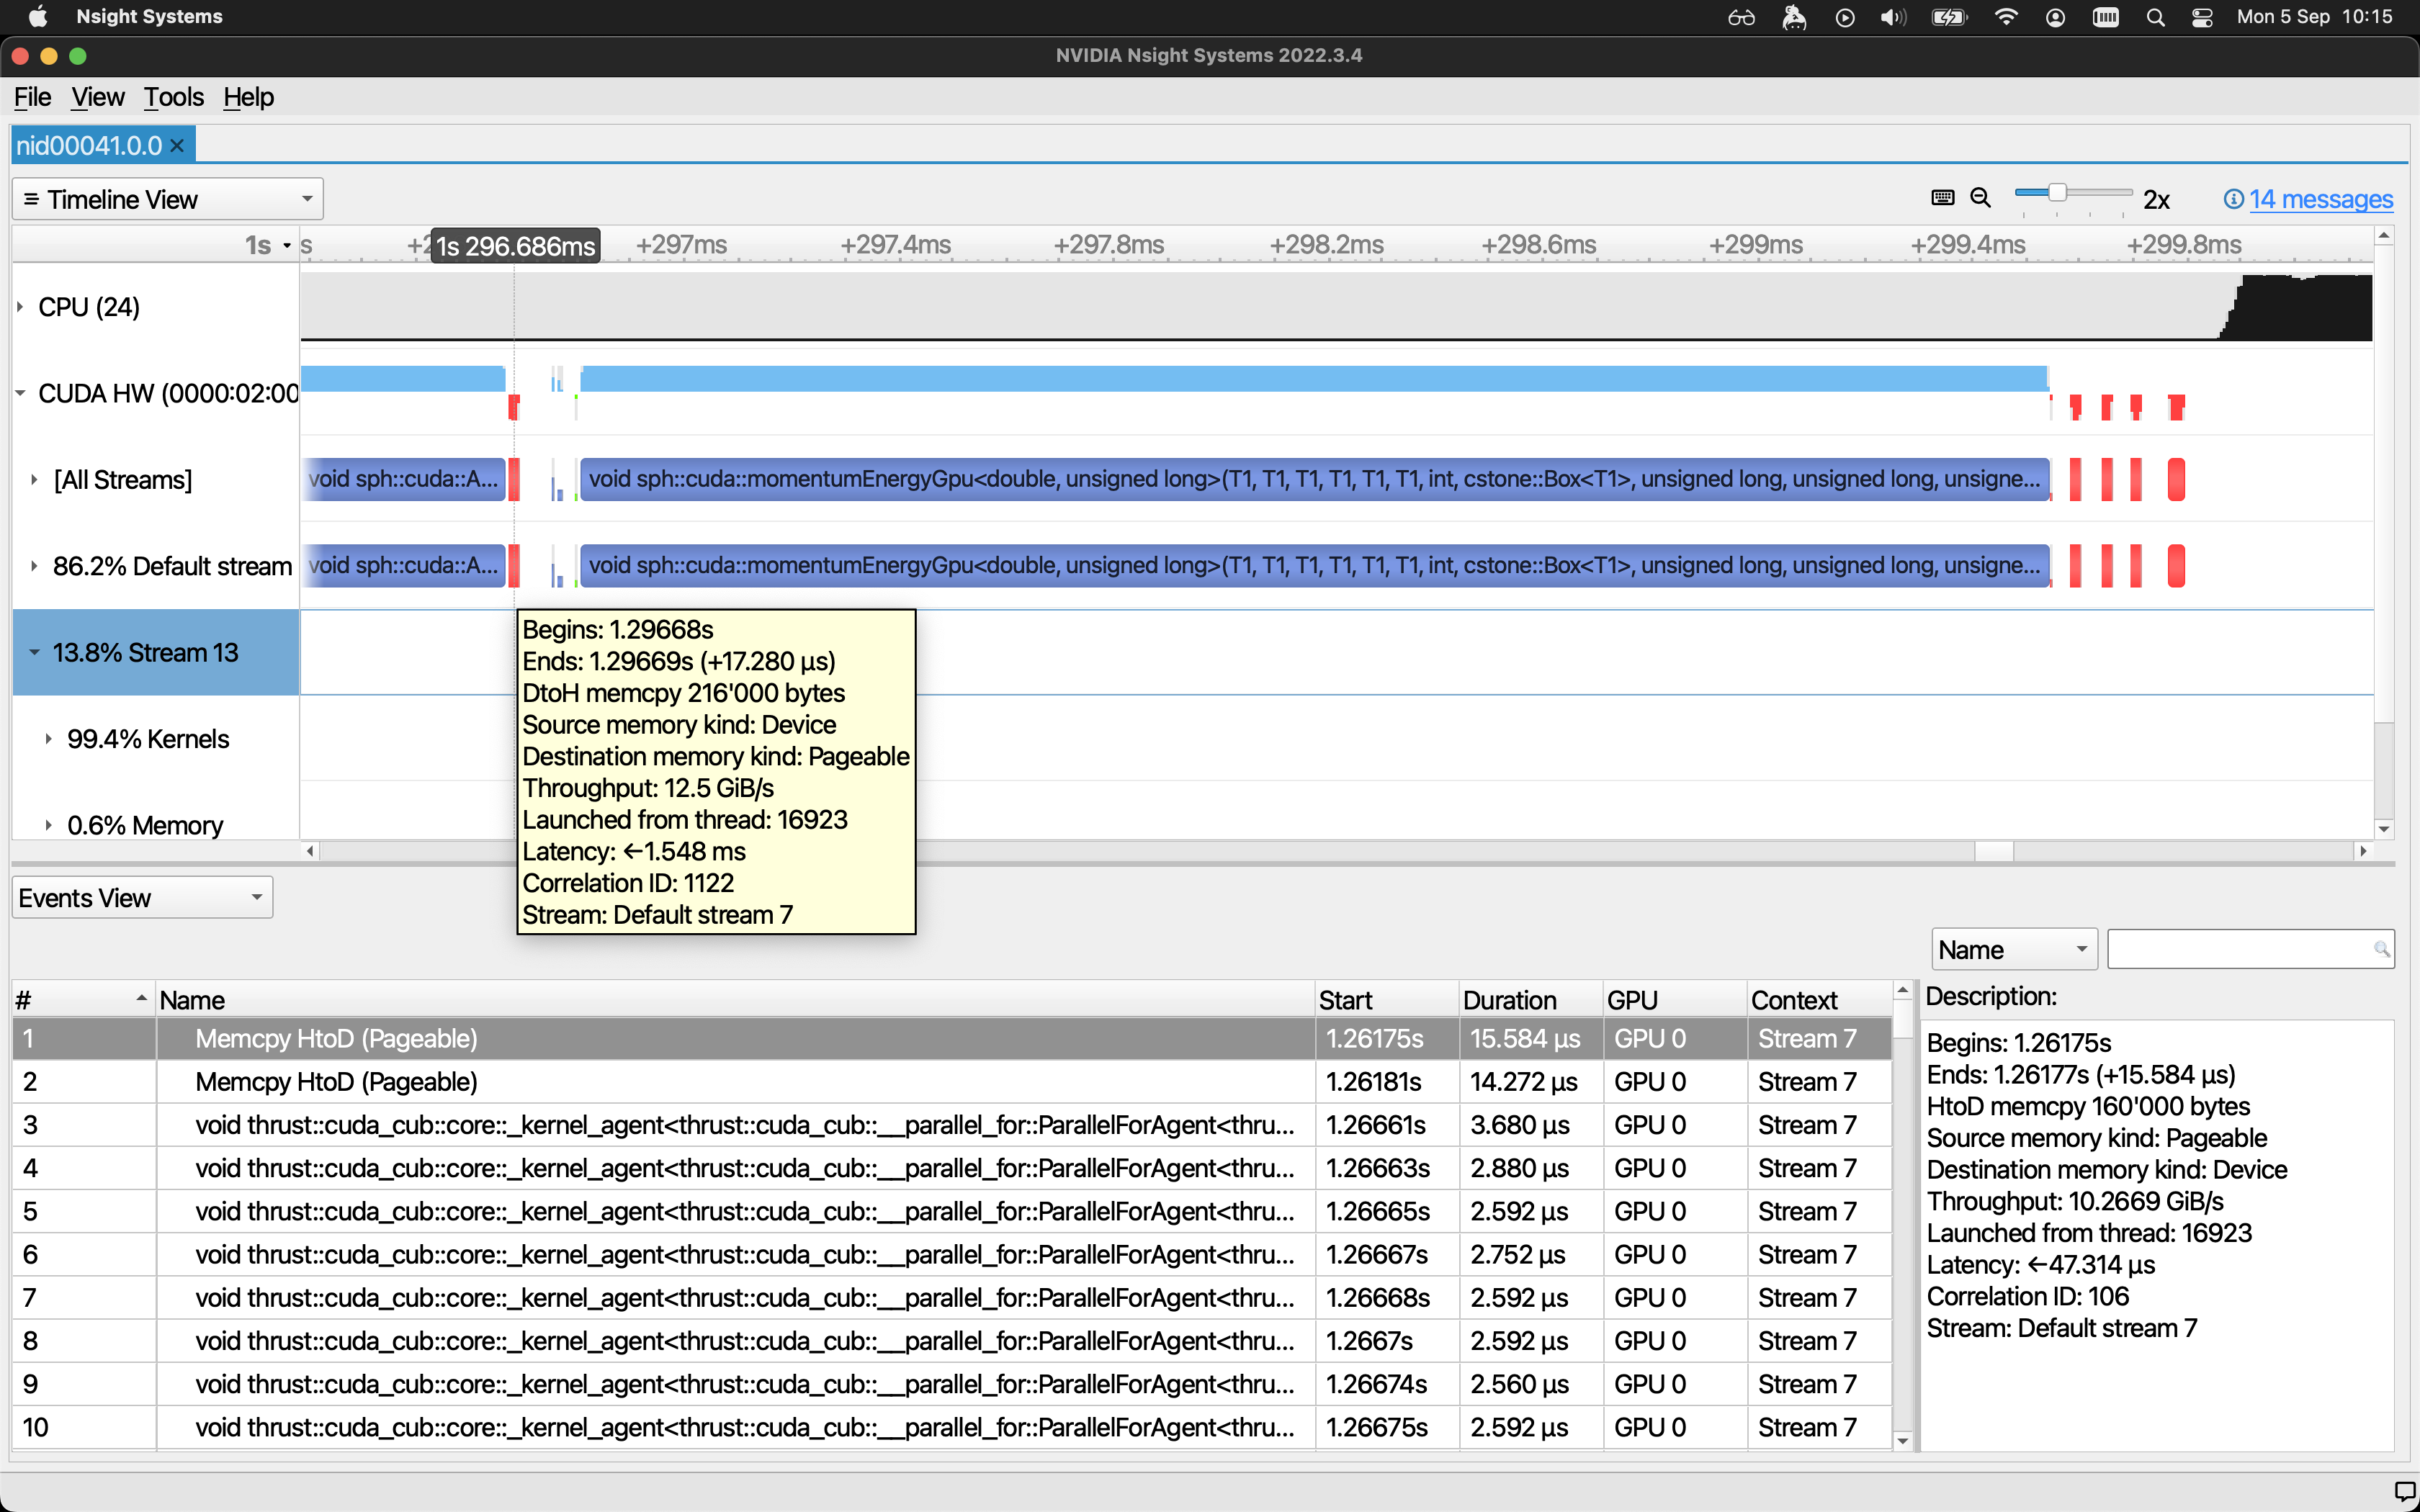 Nsight Systems
Mon 5 Sep 10:15
NVIDIA Nsight Systems 2022.3.4
File View Tools Help
nid00041.0.0 ×
Timeline View
2x
14 messages
1s
s
+2
1s 296.686ms
+297ms
+297.4ms
+297.8ms
+298.2ms
+298.6ms
+299ms
+299.4ms
+299.8ms
CPU (24)
CUDA HW (0000:02:00
[All Streams]
void sph::cuda::A...
void sph::cuda::momentumEnergyGpu<double, unsigned long>(T1, T1, T1, T1, T1, T1, int, cstone::Box<T1>, unsigned long, unsigned long, unsigne...
86.2% Default stream
void sph::cuda::A...
void sph::cuda::momentumEnergyGpu<double, unsigned long>(T1, T1, T1, T1, T1, T1, int, cstone::Box<T1>, unsigned long, unsigned long, unsigne...
13.8% Stream 13
99.4% Kernels
0.6% Memory
Begins: 1.29668s
Ends: 1.29669s (+17.280 μs)
DtoH memcpy 216'000 bytes
Source memory kind: Device
Destination memory kind: Pageable
Throughput: 12.5 GiB/s
Launched from thread: 16923
Latency: ←1.548 ms
Correlation ID: 1122
Stream: Default stream 7
Events View
Name
# Name Start Duration GPU Context
1 Memcpy HtoD (Pageable) 1.26175s 15.584 μs GPU 0 Stream 7
2 Memcpy HtoD (Pageable) 1.26181s 14.272 μs GPU 0 Stream 7
3 void thrust::cuda_cub::core::_kernel_agent<thrust::cuda_cub::__parallel_for::ParallelForAgent<thru... 1.26661s 3.680 μs GPU 0 Stream 7
4 void thrust::cuda_cub::core::_kernel_agent<thrust::cuda_cub::__parallel_for::ParallelForAgent<thru... 1.26663s 2.880 μs GPU 0 Stream 7
5 void thrust::cuda_cub::core::_kernel_agent<thrust::cuda_cub::__parallel_for::ParallelForAgent<thru... 1.26665s 2.592 μs GPU 0 Stream 7
6 void thrust::cuda_cub::core::_kernel_agent<thrust::cuda_cub::__parallel_for::ParallelForAgent<thru... 1.26667s 2.752 μs GPU 0 Stream 7
7 void thrust::cuda_cub::core::_kernel_agent<thrust::cuda_cub::__parallel_for::ParallelForAgent<thru... 1.26668s 2.592 μs GPU 0 Stream 7
8 void thrust::cuda_cub::core::_kernel_agent<thrust::cuda_cub::__parallel_for::ParallelForAgent<thru... 1.2667s 2.592 μs GPU 0 Stream 7
9 void thrust::cuda_cub::core::_kernel_agent<thrust::cuda_cub::__parallel_for::ParallelForAgent<thru... 1.26674s 2.560 μs GPU 0 Stream 7
10 void thrust::cuda_cub::core::_kernel_agent<thrust::cuda_cub::__parallel_for::ParallelForAgent<thru... 1.26675s 2.592 μs GPU 0 Stream 7
Description:
Begins: 1.26175s
Ends: 1.26177s (+15.584 μs)
HtoD memcpy 160'000 bytes
Source memory kind: Pageable
Destination memory kind: Device
Throughput: 10.2669 GiB/s
Launched from thread: 16923
Latency: ←47.314 μs
Correlation ID: 106
Stream: Default stream 7